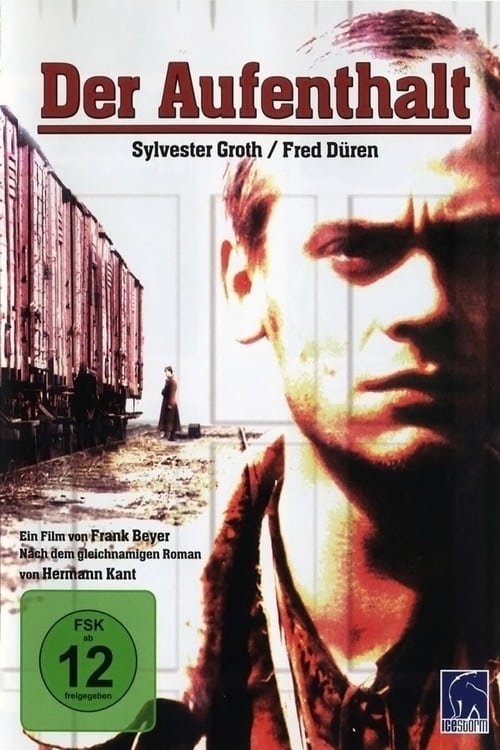 Der Aufenthalt
Sylvester Groth / Fred Düren
Ein Film von Frank Beyer
Nach dem gleichnamigen Roman
von Hermann Kant
FSK
ab
12
freigegeben
ICESTORM